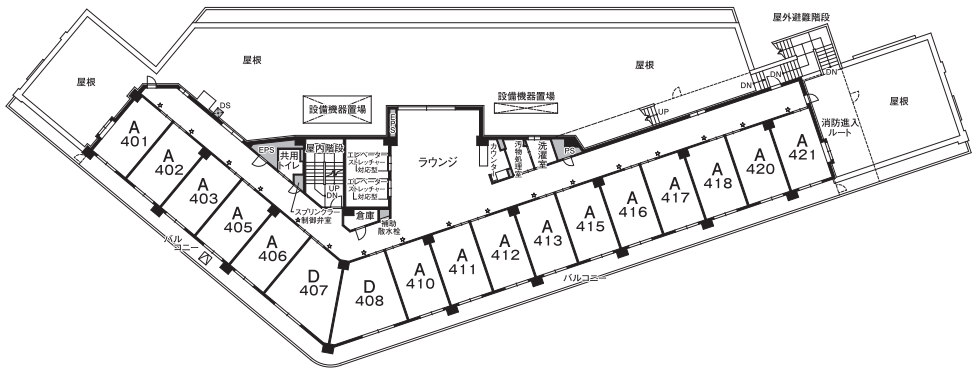 屋外避難階段
屋根
屋根
屋根
屋根
設備機器置場
設備機器置場
DS
DN
DN
DN
UP
消防進入
ルート
EPS
共用
トイレ
屋内階段
UP
DN
エレベーター
ストレッチャー
対応型
エレベーター
ストレッチャー
対応型
ラウンジ
カウンター
汚物処理室
洗濯室
PS
スプリンクラー
制御弁室
倉庫
補助
散水栓
バル
コニー
バルコニー
A
401
A
402
A
403
A
405
A
406
D
407
D
408
A
410
A
411
A
412
A
413
A
415
A
416
A
417
A
418
A
420
A
421